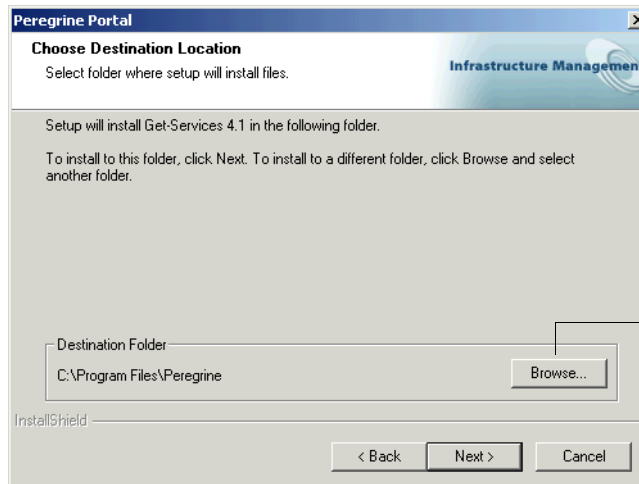 Peregrine Portal
Choose Destination Location
Select folder where setup will install files.
Infrastructure Managemen
Setup will install Get-Services 4.1 in the following folder.
To install to this folder, click Next. To install to a different folder, click Browse and select
another folder.
Destination Folder
C:\Program Files\Peregrine
Browse...
InstallShield
< Back
Next >
Cancel